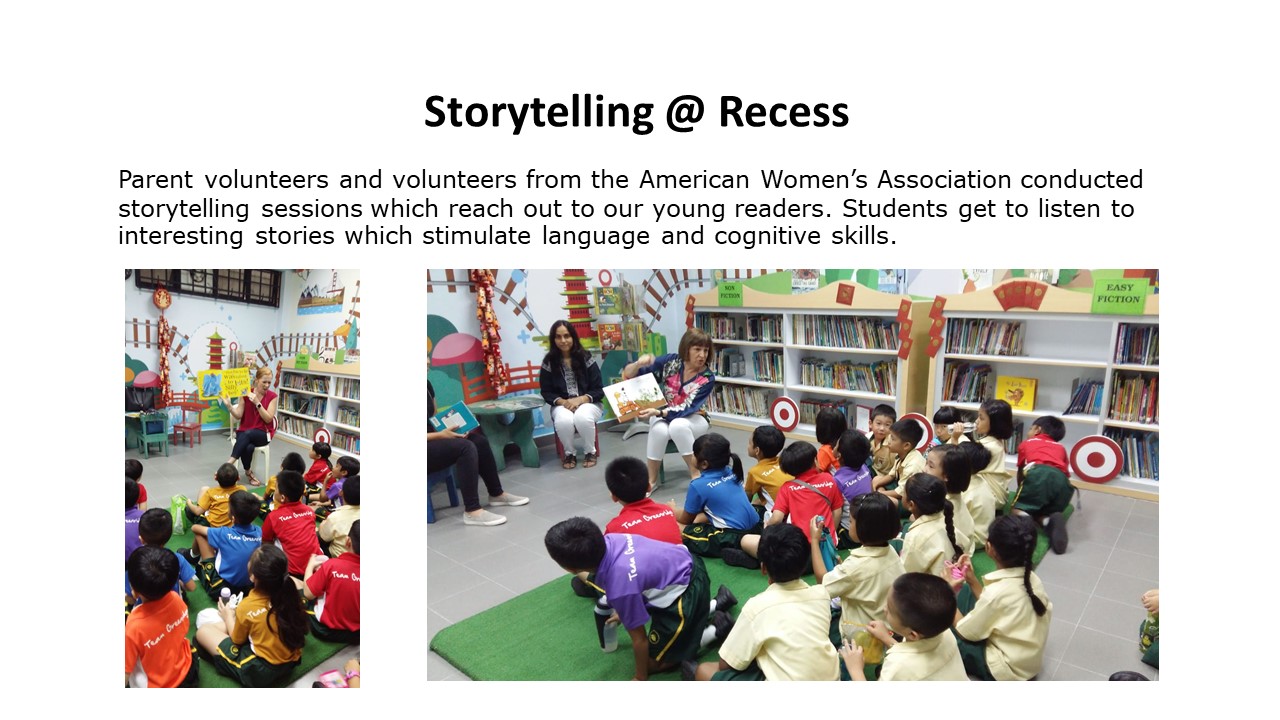 Storytelling @ Recess
Parent volunteers and volunteers from the American Women’s Association conducted
storytelling sessions which reach out to our young readers. Students get to listen to
interesting stories which stimulate language and cognitive skills.
NON
FICTION
EASY
FICTION
Team Greenridge